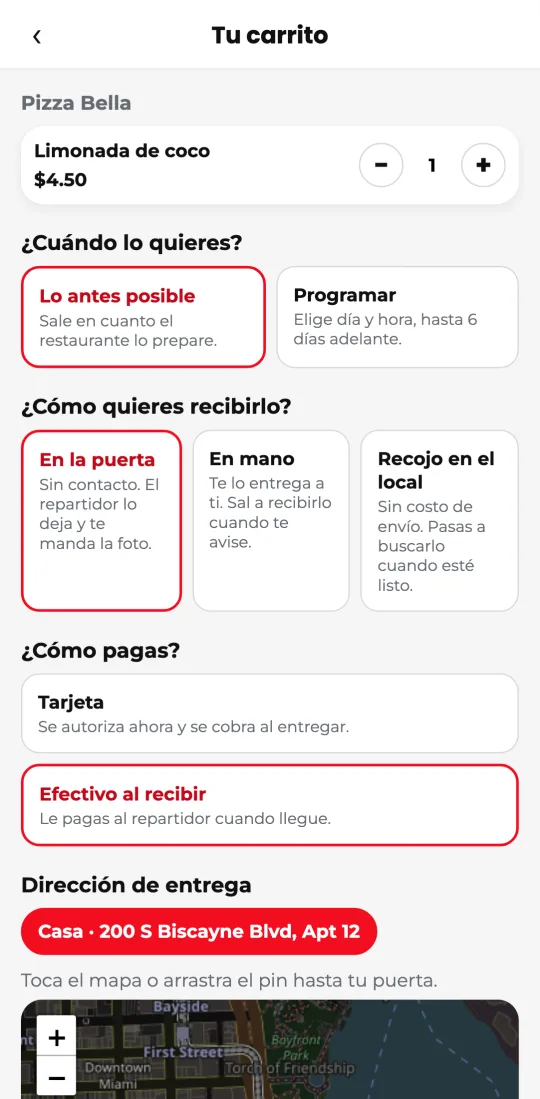 Tu carrito
Pizza Bella
Limonada de coco
$4.50
1
¿Cuándo lo quieres?
Lo antes posible
Sale en cuanto el
restaurante lo prepare.
Programar
Elige día y hora, hasta 6
días adelante.
¿Cómo quieres recibirlo?
En la puerta
Sin contacto. El
repartidor lo
deja y te
manda la foto.
En mano
Te lo entrega a
ti. Sal a recibirlo
cuando te
avise.
Recojo en el
local
Sin costo de
envío. Pasas a
buscarlo
cuando esté
listo.
¿Cómo pagas?
Tarjeta
Se autoriza ahora y se cobra al entregar.
Efectivo al recibir
Le pagas al repartidor cuando llegue.
Dirección de entrega
Casa · 200 S Biscayne Blvd, Apt 12
Toca el mapa o arrastra el pin hasta tu puerta.
Bayside
First Street
Bayfront
Park
Torch of Friendship
Downtown
Miami